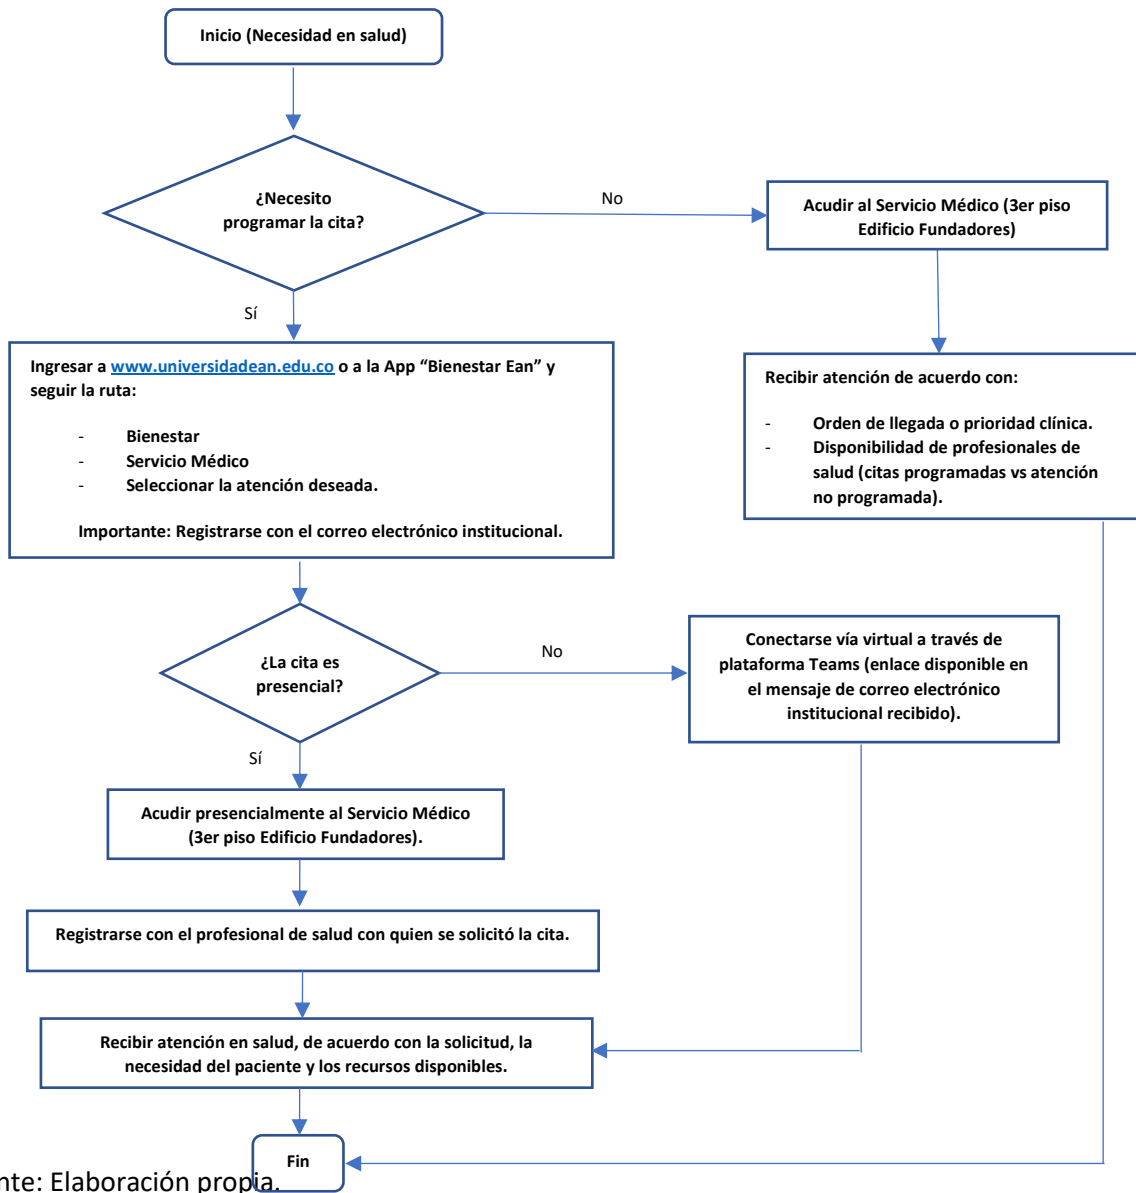 Inicio (Necesidad en salud)
¿Necesito
programar la cita?
No
Acudir al Servicio Médico (3er piso
Edificio Fundadores)
Sí
Ingresar a www.universidadean.edu.co o a la App “Bienestar Ean” y
seguir la ruta:
- Bienestar
- Servicio Médico
- Seleccionar la atención deseada.
Importante: Registrarse con el correo electrónico institucional.
Recibir atención de acuerdo con:
- Orden de llegada o prioridad clínica.
- Disponibilidad de profesionales de
salud (citas programadas vs atención
no programada).
¿La cita es
presencial?
No
Conectarse vía virtual a través de
plataforma Teams (enlace disponible en
el mensaje de correo electrónico
institucional recibido).
Sí
Acudir presencialmente al Servicio Médico
(3er piso Edificio Fundadores).
Registrarse con el profesional de salud con quien se solicitó la cita.
Recibir atención en salud, de acuerdo con la solicitud, la
necesidad del paciente y los recursos disponibles.
Fin
nte: Elaboración propia.